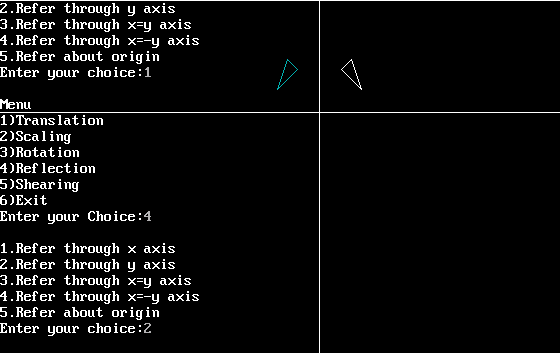 2.Refer through y axis
3.Refer through x=y axis
4.Refer through x=-y axis
5.Refer about origin
Enter your choice:1
Menu
1)Translation
2)Scaling
3)Rotation
4)Reflection
5)Shearing
6)Exit
Enter your Choice:4
1.Refer through x axis
2.Refer through y axis
3.Refer through x=y axis
4.Refer through x=-y axis
5.Refer about origin
Enter your choice:2